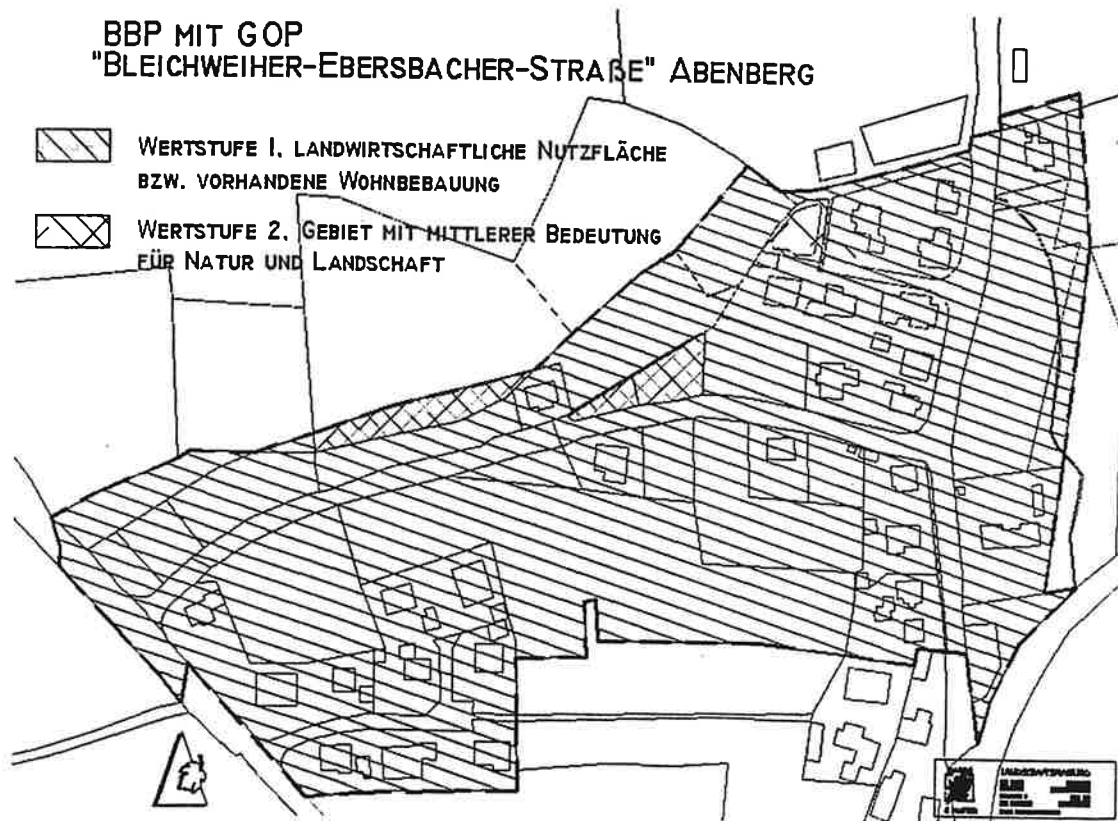 BBP MIT GOP
"BLEICHWEIHER-EBERSBACHER-STRAßE" ABENBERG
WERTSTUFE 1. LANDWIRTSCHAFTLICHE NUTZFLÄCHE
BZW. VORHANDENE WOHNBEBAUUNG
WERTSTUFE 2. GEBIET MIT MITTLERER BEDEUTUNG
FÜR NATUR UND LANDSCHAFT